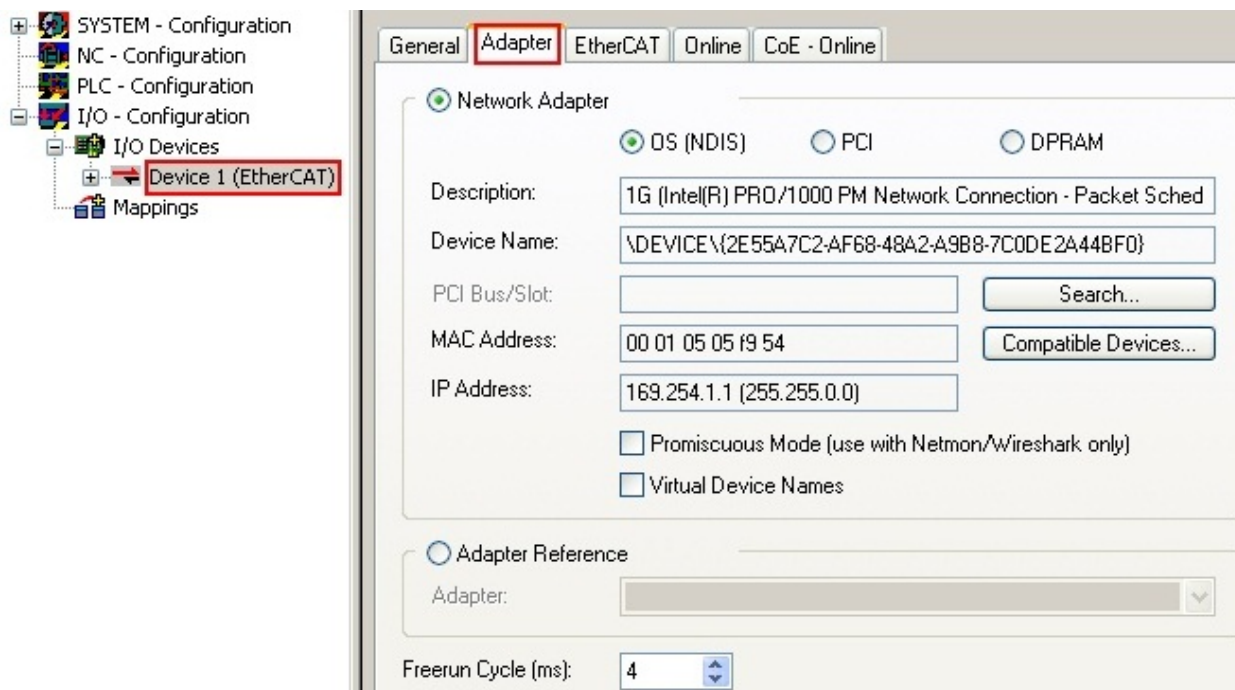 SYSTEM - Configuration
NC - Configuration
PLC - Configuration
I/O - Configuration
I/O Devices
Device 1 (EtherCAT)
Mappings
General Adapter EtherCAT Online CoE - Online
Network Adapter
OS (NDIS) PCI DPRAM
Description: 1G (Intel(R) PRO/1000 PM Network Connection - Packet Sched
Device Name: \DEVICE\{2E55A7C2-AF68-48A2-A9B8-7C0DE2A44BF0}
PCI Bus/Slot: Search...
MAC Address: 00 01 05 05 f9 54 Compatible Devices...
IP Address: 169.254.1.1 (255.255.0.0)
Promiscuous Mode (use with Netmon/Wireshark only)
Virtual Device Names
Adapter Reference
Adapter:
Freerun Cycle (ms): 4